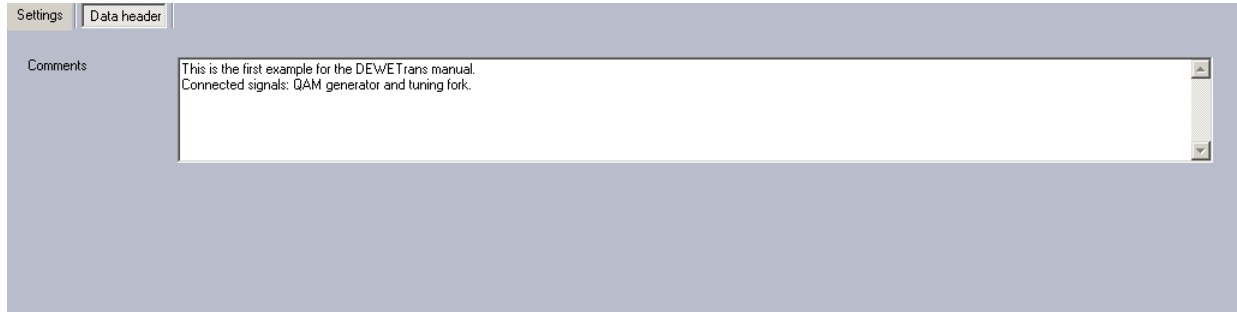 Settings Data header
Comments
This is the first example for the DEWETrans manual.
Connected signals: QAM generator and tuning fork.